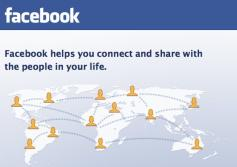 facebook
Facebook helps you connect and share with
the people in your life.